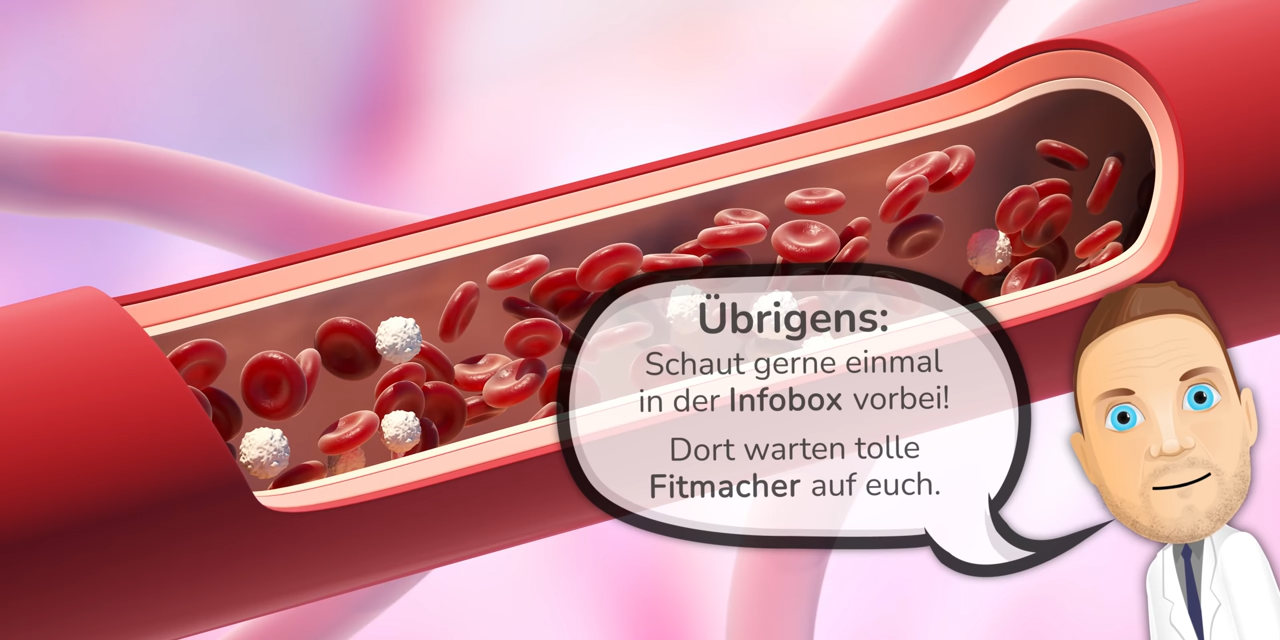 Übrigens:
Schaut gerne einmal
in der Infobox vorbei!
Dort warten tolle
Fitmacher auf euch.